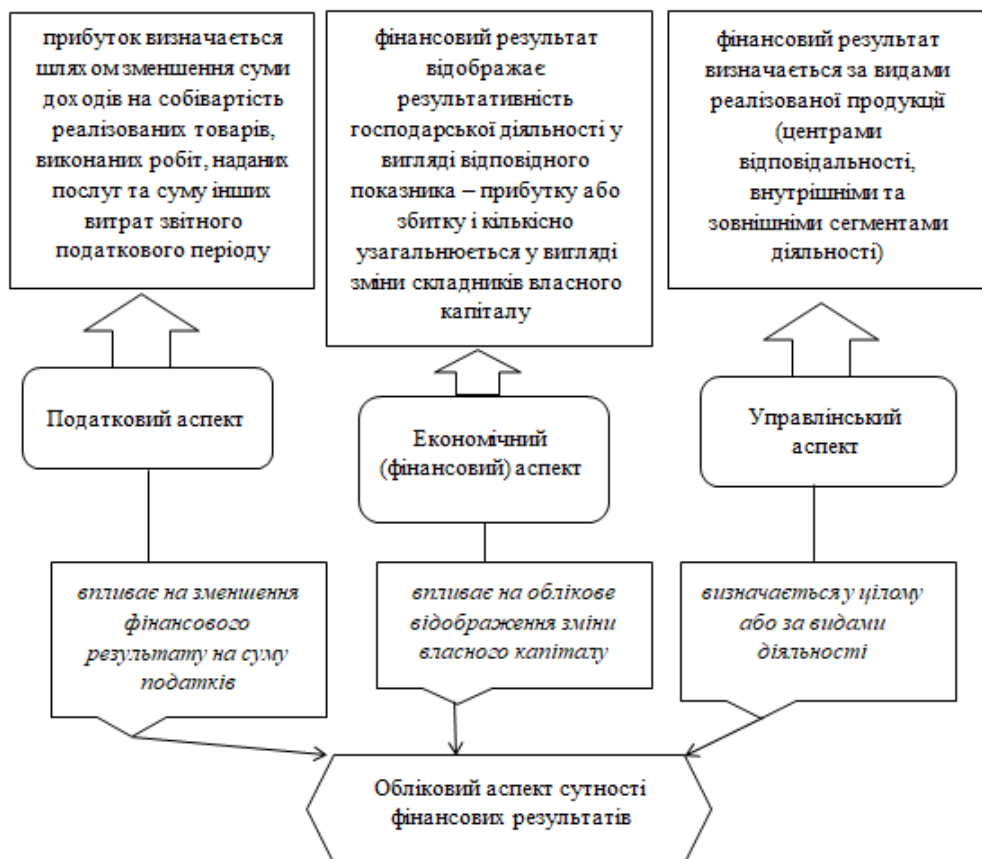 прибуток визначається
шляхом зменшення суми
доходів на собівартість
реалізованих товарів,
виконаних робіт, наданих
послуг та суму інших
витрат звітного
податкового періоду
фінансовий результат
відображає
результативність
господарської діяльності у
вигляді відповідного
показника – прибутку або
збитку і кількісно
узагальнюється у вигляді
зміни складників власного
капіталу
фінансовий результат
визначається за видами
реалізованої продукції
(центрами
відповідальності,
внутрішніми та
зовнішніми сегментами
діяльності)
Податковий аспект
Економічний
(фінансовий) аспект
Управлінський
аспект
впливає на зменшення
фінансового
результату на суму
податків
впливає на облікове
відображення зміни
власного капіталу
визначається у цілому
або за видами
діяльності
Обліковий аспект сутності
фінансових результатів